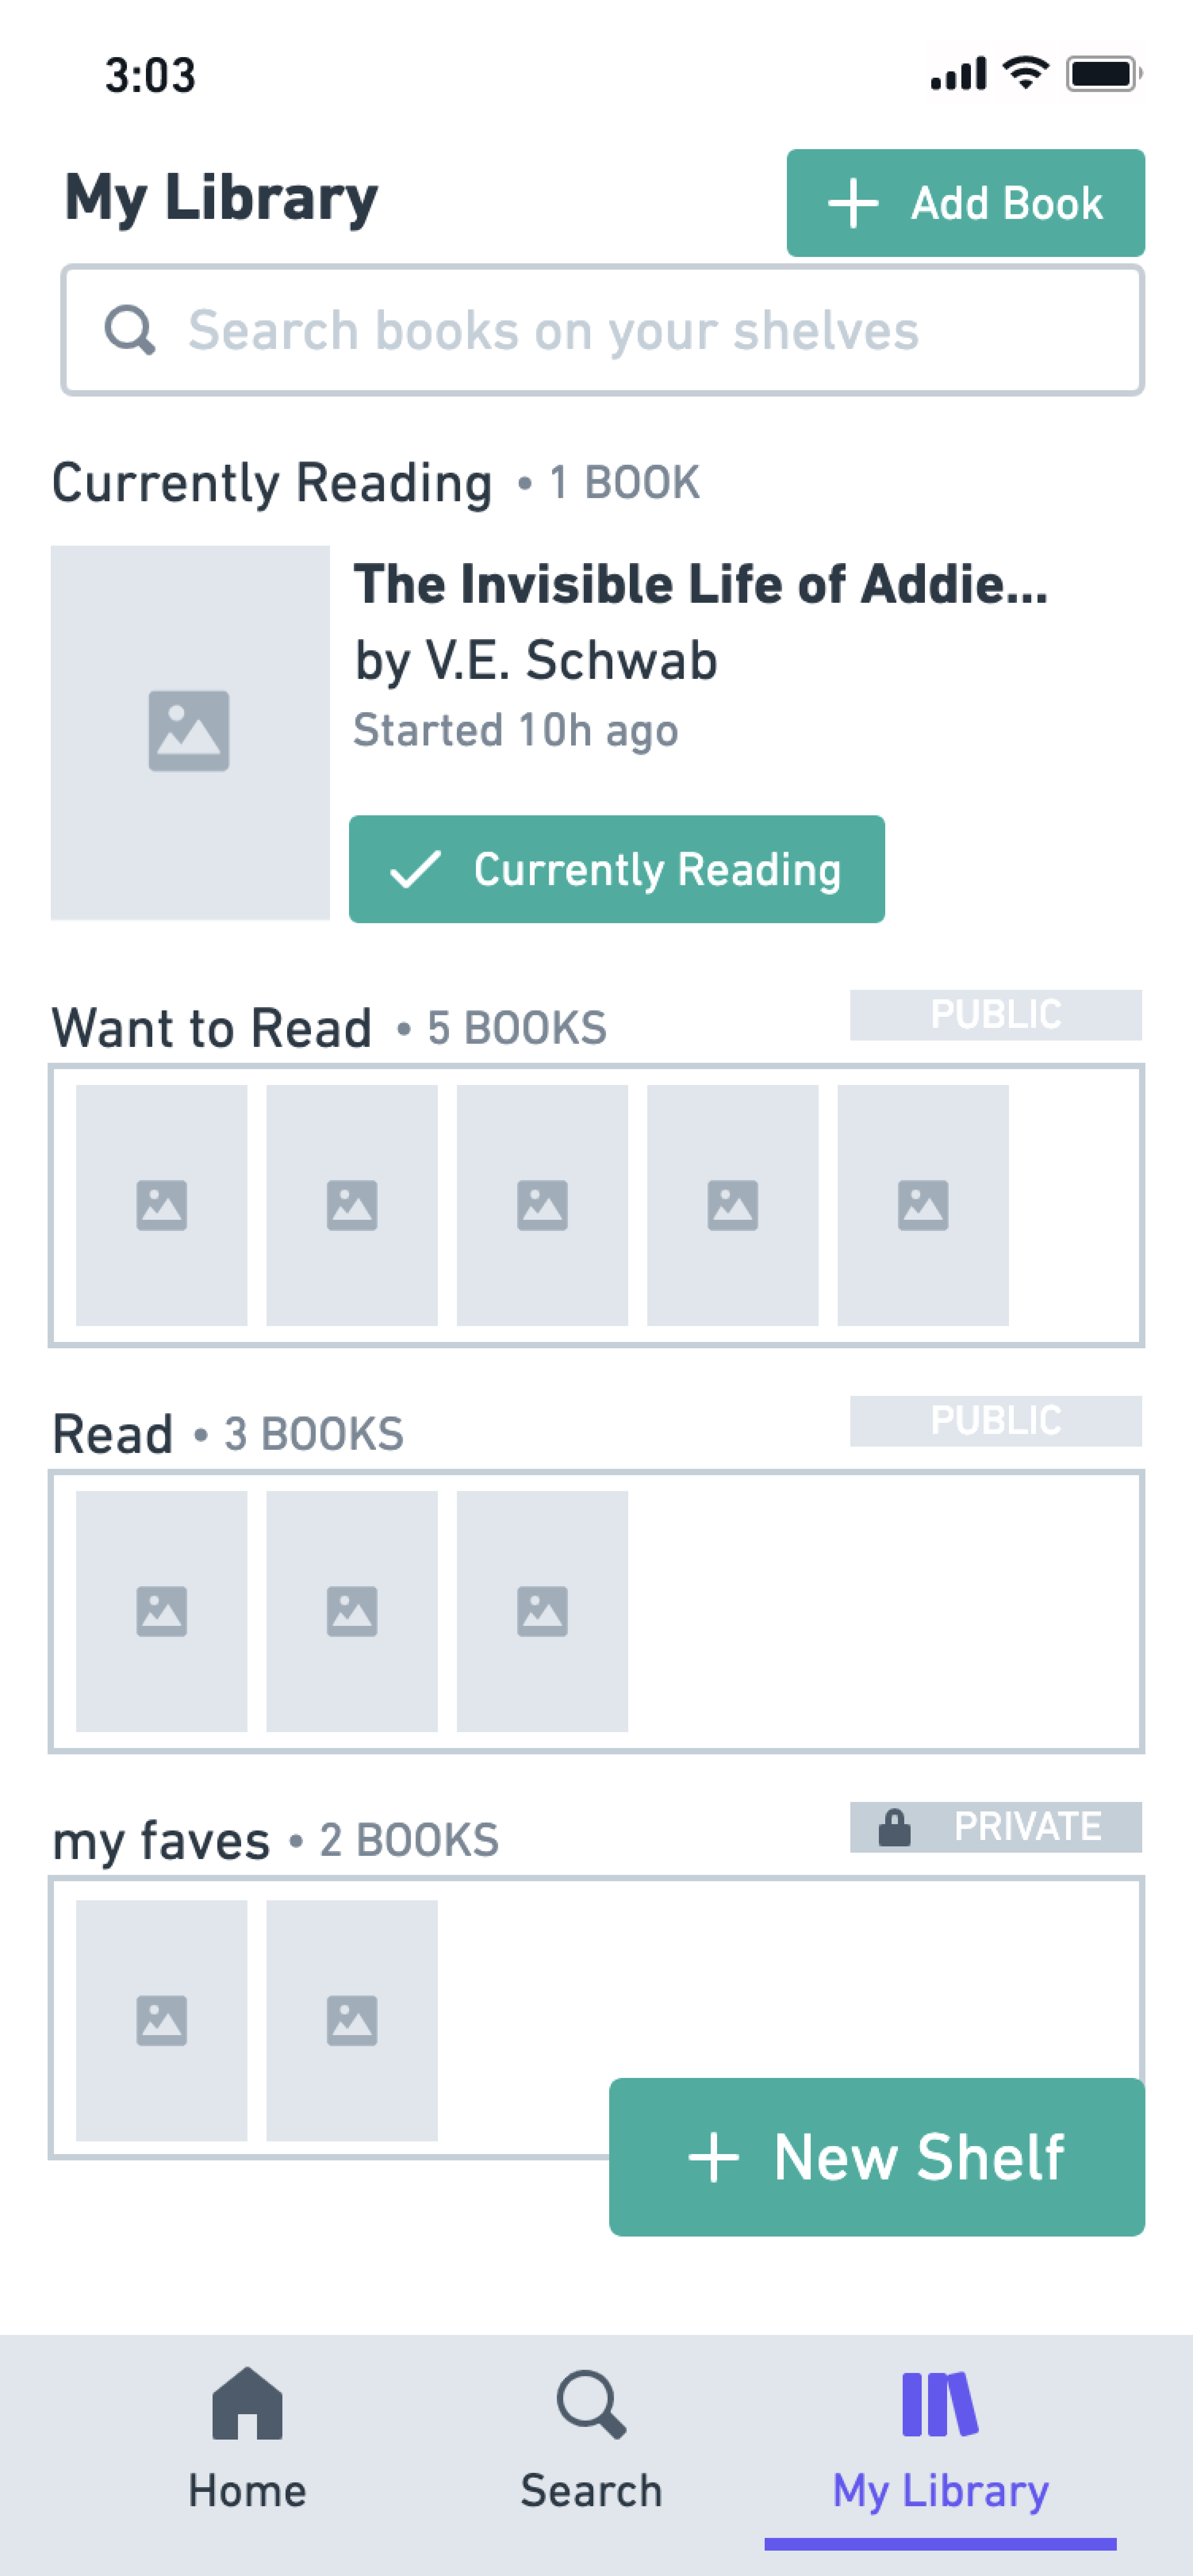 3:03
My Library
Add Book
Search books on your shelves
Currently Reading • 1 BOOK
The Invisible Life of Addie...
by V.E. Schwab
Started 10h ago
Currently Reading
Want to Read • 5 BOOKS
PUBLIC
Read • 3 BOOKS
PUBLIC
my faves • 2 BOOKS
PRIVATE
New Shelf
Home
Search
My Library